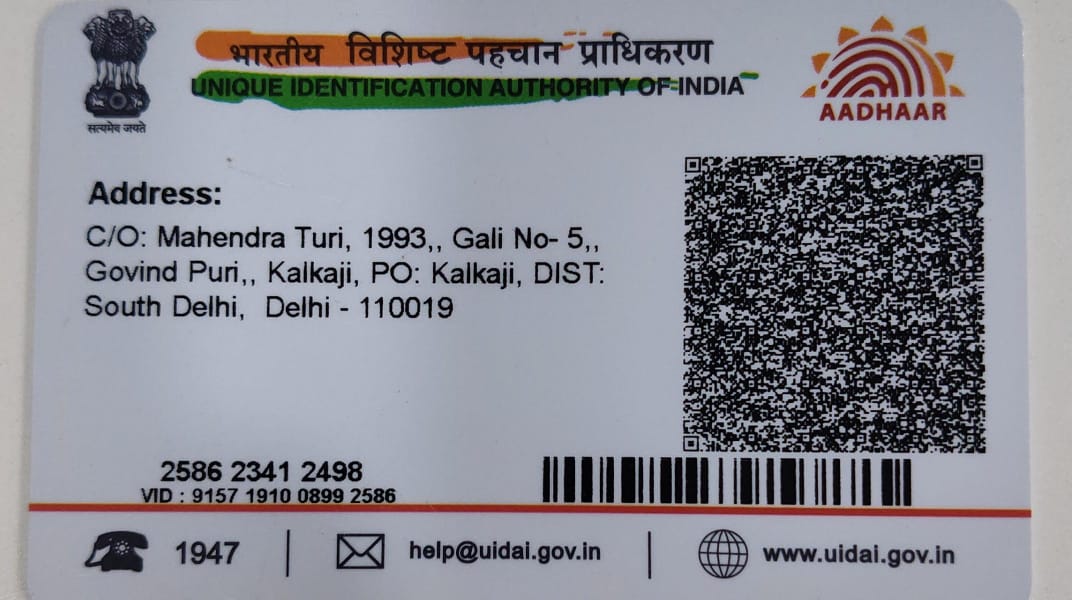 भारतीय विशिष्ट पहचान प्राधिकरण
UNIQUE IDENTIFICATION AUTHORITY OF INDIA
सत्यमेव जयते
AADHAAR
Address:
C/O: Mahendra Turi, 1993,, Gali No- 5,,
Govind Puri,, Kalkaji, PO: Kalkaji, DIST:
South Delhi, Delhi - 110019
2586 2341 2498
VID : 9157 1910 0899 2586
1947
help@uidai.gov.in
www.uidai.gov.in